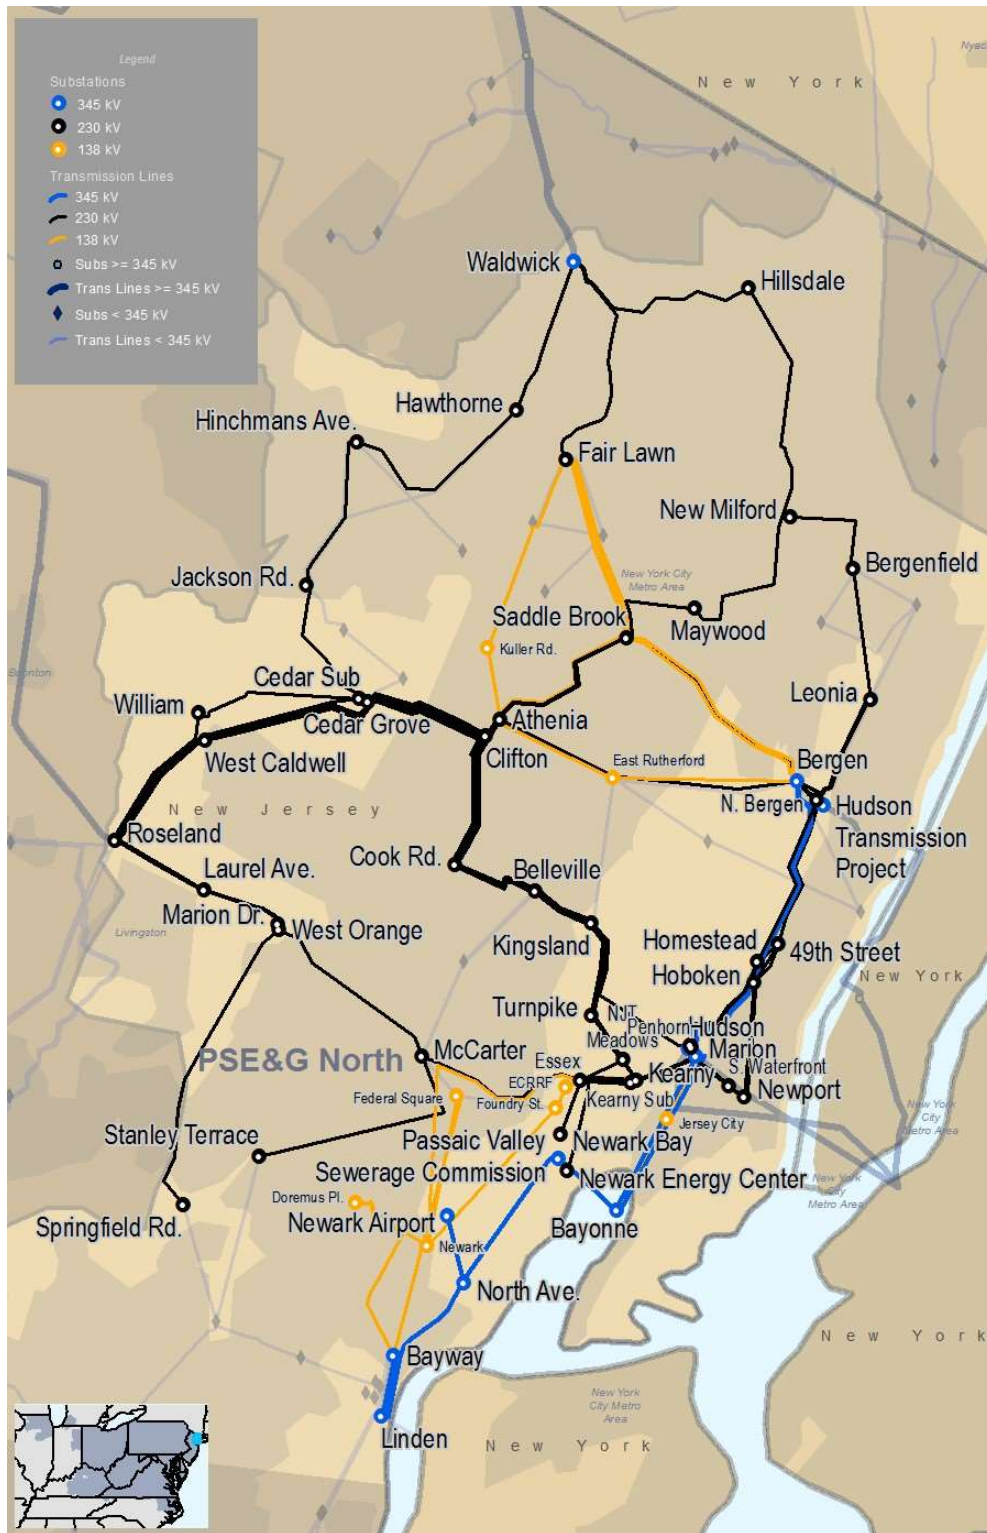 Legend
Substations
345 kV
230 kV
138 kV
Transmission Lines
345 kV
230 kV
138 kV
Subs >= 345 kV
Trans Lines >= 345 kV
Subs < 345 kV
Trans Lines < 345 kV
New York
Waldwick
Hillsdale
Hawthorne
Hinchmans Ave.
Fair Lawn
New Milford
Bergenfield
Jackson Rd.
New York City
Metro Area
Saddle Brook
Maywood
Kuller Rd.
Cedar Sub
Leonia
William
Cedar Grove
Athenia
Clifton
West Caldwell
East Rutherford
Bergen
N. Bergen
Hudson
Transmission
Project
New Jersey
Roseland
Cook Rd.
Laurel Ave.
Belleville
Marion Dr.
West Orange
Livingston
Kingsland
Homestead
49th Street
Hoboken
New York
Turnpike
NJT
Meadows
Penhorn
Hudson
Marion
PSE&G North
McCarter
Essex
ECRRF
Kearny
S. Waterfront
Newport
Federal Square
Foundry St.
Kearny Sub
Jersey City
New York
City
Metro Area
Stanley Terrace
Passaic Valley
Sewerage Commission
Newark Bay
Newark Energy Center
New York
City
Metro Area
Doremus Pl.
Springfield Rd.
Newark Airport
Bayonne
Newark
North Ave.
New York
Bayway
New York
City Metro
Area
Linden
New York